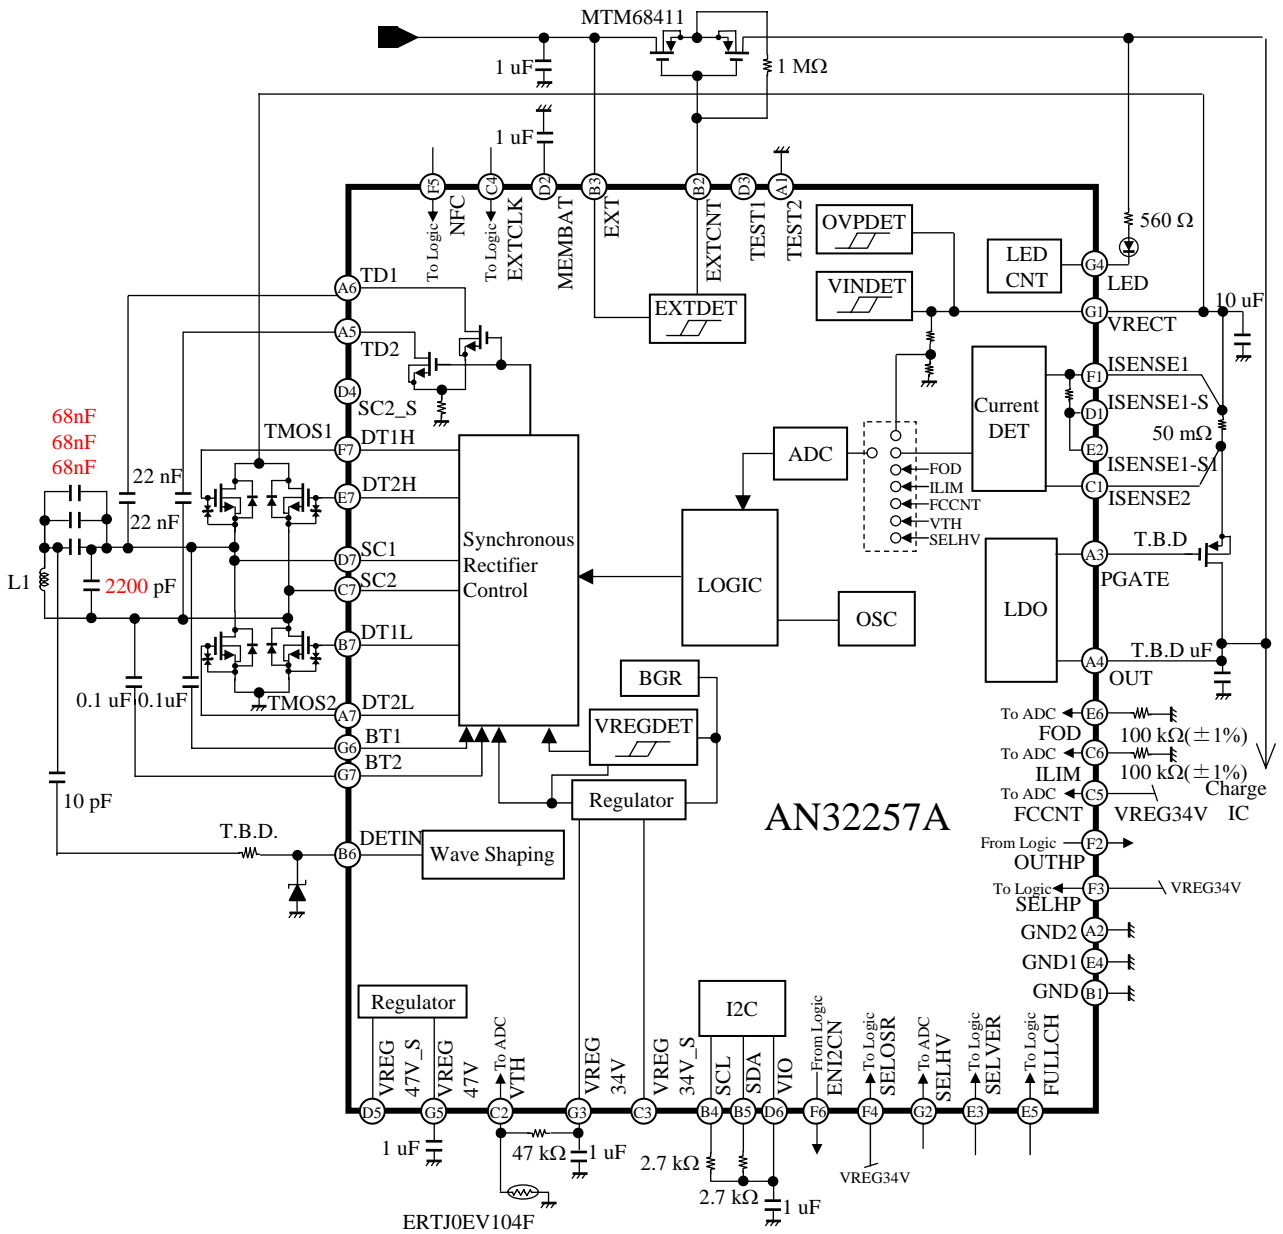 MTM68411
1 uF
1 MΩ
1 uF
F5
C4
D2
B3
B2
D3
A1
To Logic
NFC
To Logic
EXTCLK
MEMBAT
EXT
EXTCNT
TEST1
TEST2
OVPDET
VINDET
EXTDET
LED
CNT
560 Ω
G4
LED
G1
VRECT
10 uF
TD1
A6
A5
TD2
D4
SC2_S
68nF
68nF
68nF
TMOS1
DT1H
F7
22 nF
DT2H
E7
22 nF
SC1
D7
SC2
C7
L1
2200 pF
DT1L
B7
0.1 uF
0.1uF
TMOS2
DT2L
A7
BT1
G6
BT2
G7
Synchronous
Rectifier
Control
ADC
LOGIC
OSC
FOD
ILIM
FCCNT
VTH
SELHV
Current
DET
F1
ISENSE1
D1
ISENSE1-S
50 mΩ
E2
ISENSE1-S1
C1
ISENSE2
LDO
A3
T.B.D
PGATE
T.B.D uF
A4
OUT
BGR
VREGDET
Regulator
AN32257A
To ADC
E6
FOD
100 kΩ(±1%)
To ADC
C6
ILIM
100 kΩ(±1%)
To ADC
C5
FCCNT
VREG34V
Charge
IC
From Logic
F2
OUTHP
To Logic
F3
SELHP
VREG34V
GND2
A2
GND1
E4
GND
B1
10 pF
T.B.D.
B6
DETIN
Wave Shaping
Regulator
I2C
VREG
47V_S
VREG
47V
To ADC
VTH
VREG
34V
VREG
34V_S
SCL
SDA
VIO
From Logic
ENI2CN
To Logic
SELOSR
To ADC
SELHV
To Logic
SELVER
To Logic
FULLCH
D5
G5
C2
G3
C3
B4
B5
D6
F6
F4
G2
E3
E5
1 uF
47 kΩ
1 uF
2.7 kΩ
2.7 kΩ
1 uF
VREG34V
ERTJ0EV104F